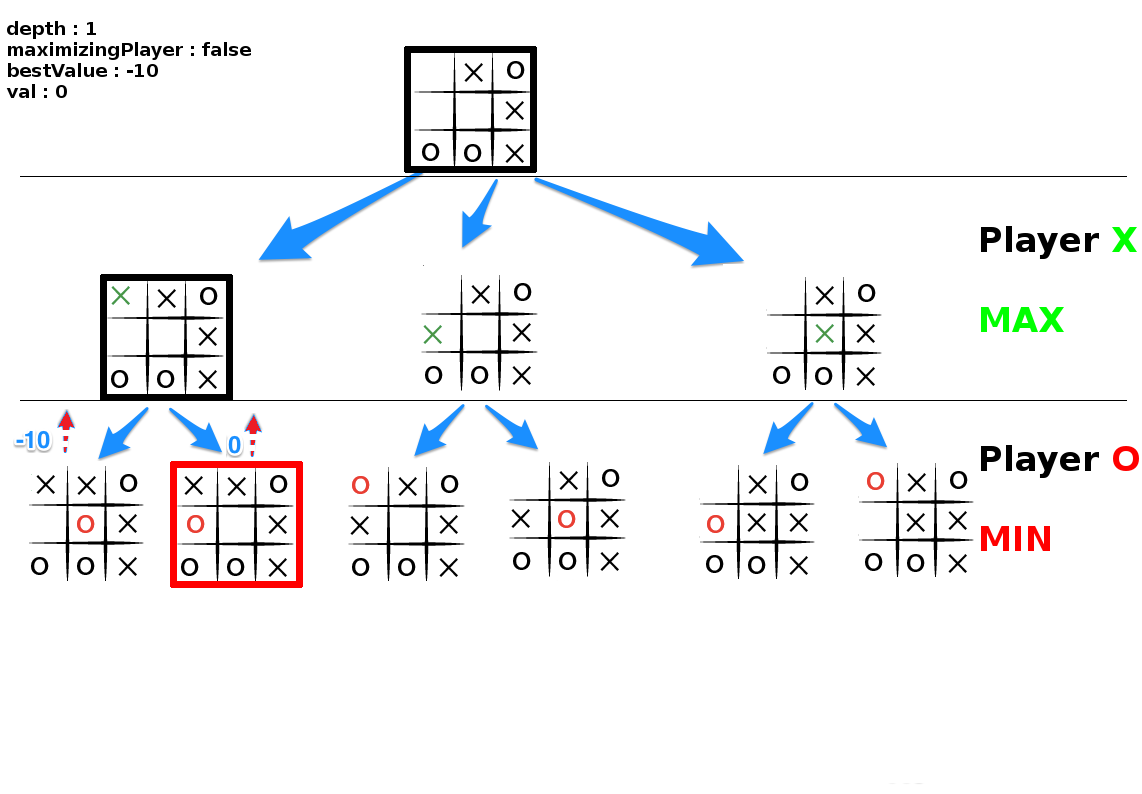 depth : 1
maximizingPlayer : false
bestValue : -10
val : 0
X O
X
O O X
Player X
MAX
X X O
X
O O X
X O
X X
O O X
X O
X X
O O X
-10
0
Player O
MIN
X X O
O X
O O X
X X O
O X
O O X
O X O
X X
O O X
X O
X O X
O O X
X O
O X X
O O X
O X O
X X
O O X